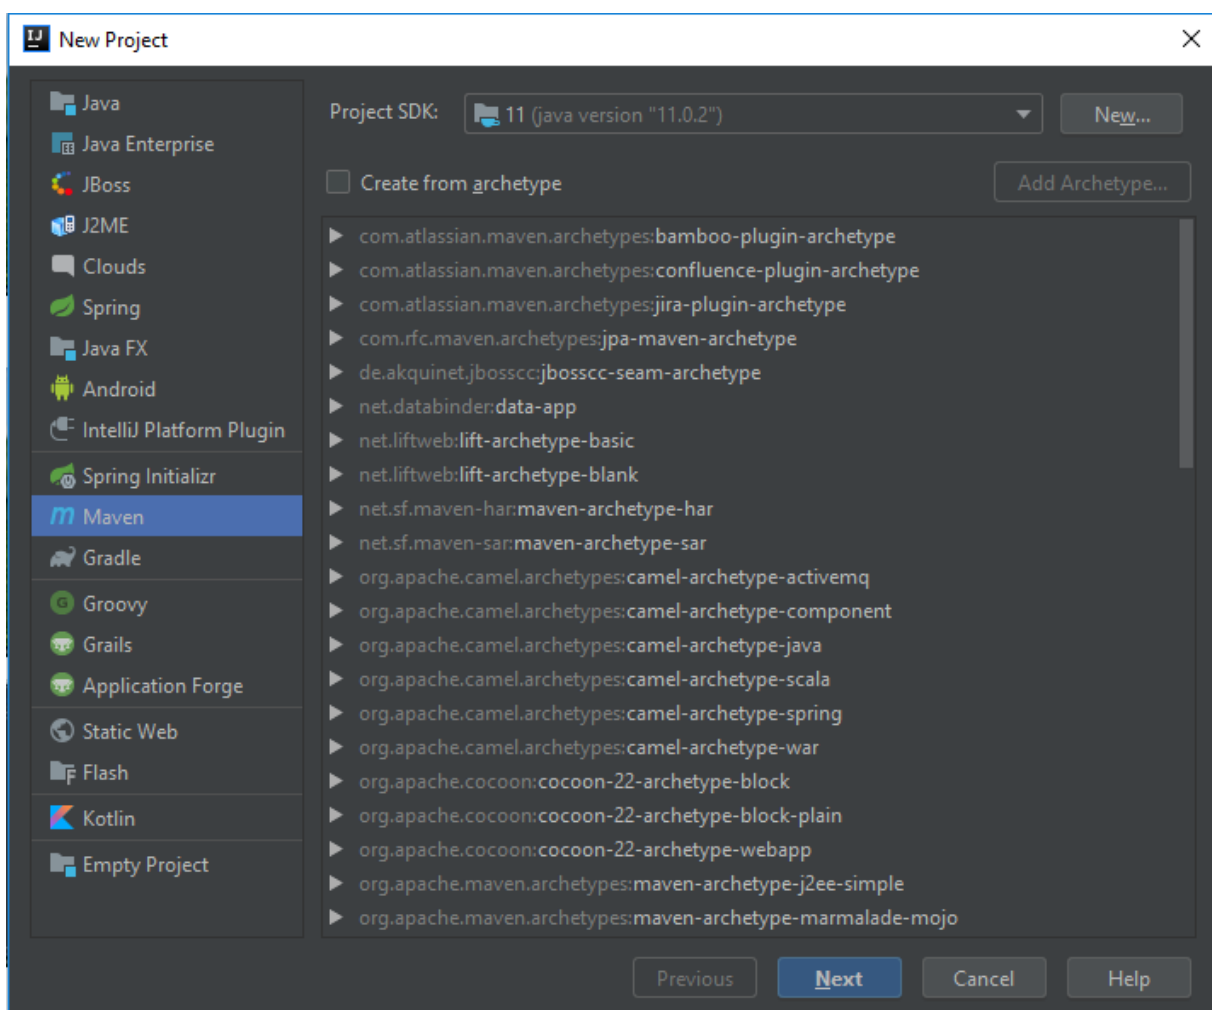 New Project
Java
Java Enterprise
JBoss
J2ME
Clouds
Spring
Java FX
Android
IntelliJ Platform Plugin
Spring Initializr
Maven
Gradle
Groovy
Grails
Application Forge
Static Web
Flash
Kotlin
Empty Project
Project SDK: 11 (java version "11.0.2") New...
Create from archetype Add Archetype...
com.atlassian.maven.archetypes:bamboo-plugin-archetype
com.atlassian.maven.archetypes:confluence-plugin-archetype
com.atlassian.maven.archetypes:jira-plugin-archetype
com.rfc.maven.archetypes:jpa-maven-archetype
de.akquinet.jbosscc:jbosscc-seam-archetype
net.databinder:data-app
net.liftweb:lift-archetype-basic
net.liftweb:lift-archetype-blank
net.sf.maven-har:maven-archetype-har
net.sf.maven-sar:maven-archetype-sar
org.apache.camel.archetypes:camel-archetype-activemq
org.apache.camel.archetypes:camel-archetype-component
org.apache.camel.archetypes:camel-archetype-java
org.apache.camel.archetypes:camel-archetype-scala
org.apache.camel.archetypes:camel-archetype-spring
org.apache.camel.archetypes:camel-archetype-war
org.apache.cocoon:cocoon-22-archetype-block
org.apache.cocoon:cocoon-22-archetype-block-plain
org.apache.cocoon:cocoon-22-archetype-webapp
org.apache.maven.archetypes:maven-archetype-j2ee-simple
org.apache.maven.archetypes:maven-archetype-marmalade-mojo
Previous Next Cancel Help